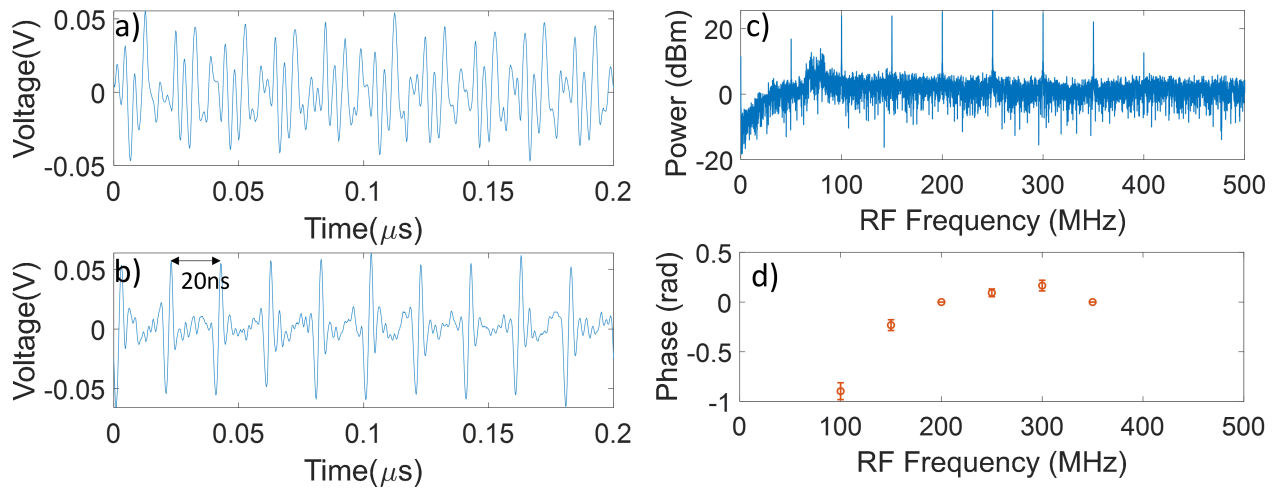 a)
Voltage(V)
0.05
0
-0.05
0
0.05
0.1
0.15
0.2
Time(μs)
b)
20ns
Voltage(V)
0.05
0
-0.05
0
0.05
0.1
0.15
0.2
Time(μs)
c)
Power (dBm)
20
0
-20
0
100
200
300
400
500
RF Frequency (MHz)
d)
Phase (rad)
0.5
0
-0.5
-1
0
100
200
300
400
500
RF Frequency (MHz)